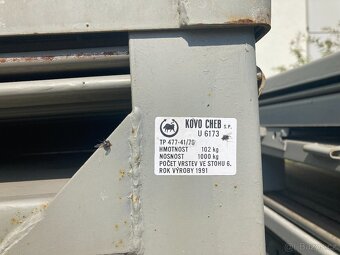 KOVO CHEB s.p.
U 6173
TP 477-41/70
HMOTNOST 102 kg
NOSNOST 1000 kg
POČET VRSTEV VE STOHU 6.
ROK VÝROBY 1991